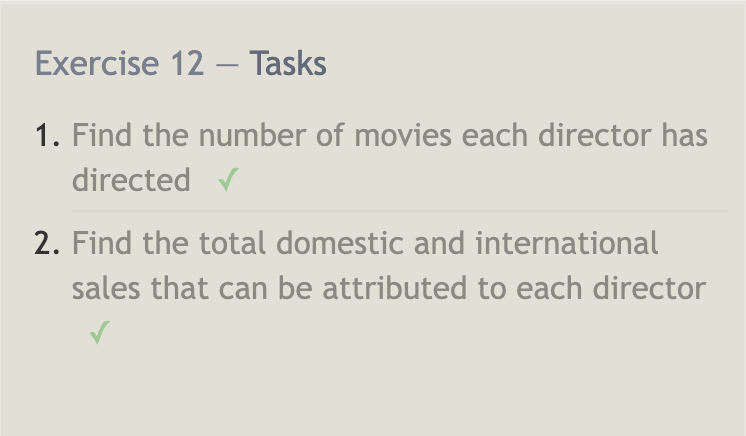 Exercise 12 — Tasks
1. Find the number of movies each director has
directed ✓
2. Find the total domestic and international
sales that can be attributed to each director
✓